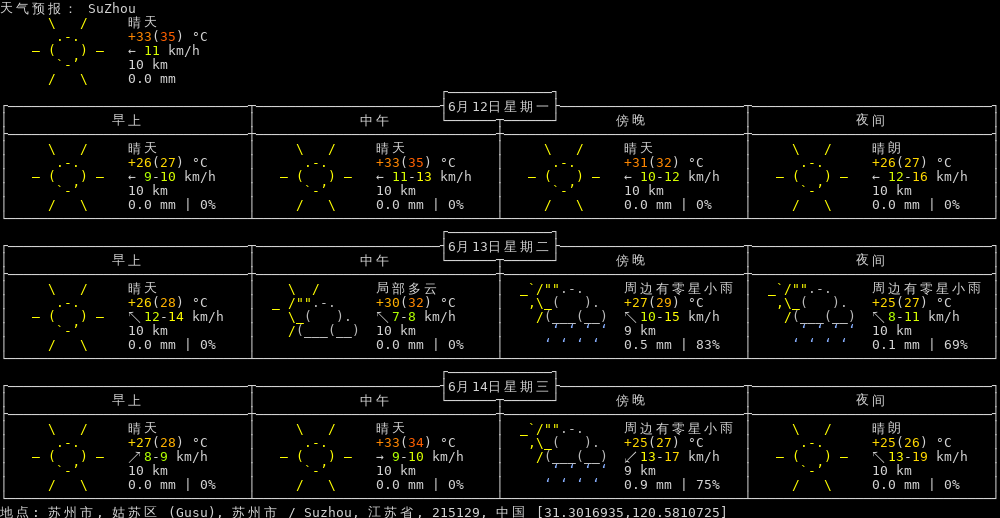 天气预报: SuZhou
晴天
+33(35) °C
← 11 km/h
10 km
0.0 mm
6月12日星期一
早上 中午 傍晚 夜间
晴天 晴天 晴天 晴朗
+26(27) °C +33(35) °C +31(32) °C +26(27) °C
← 9-10 km/h ← 11-13 km/h ← 10-12 km/h ← 12-16 km/h
10 km 10 km 10 km 10 km
0.0 mm | 0% 0.0 mm | 0% 0.0 mm | 0% 0.0 mm | 0%
6月13日星期二
早上 中午 傍晚 夜间
晴天 局部多云 周边有零星小雨 周边有零星小雨
+26(28) °C +30(32) °C +27(29) °C +25(27) °C
↖ 12-14 km/h ↖ 7-8 km/h ↖ 10-15 km/h ↖ 8-11 km/h
10 km 10 km 9 km 10 km
0.0 mm | 0% 0.0 mm | 0% 0.5 mm | 83% 0.1 mm | 69%
6月14日星期三
早上 中午 傍晚 夜间
晴天 晴天 周边有零星小雨 晴朗
+27(28) °C +33(34) °C +25(27) °C +25(26) °C
↗ 8-9 km/h → 9-10 km/h ↙ 13-17 km/h ↖ 13-19 km/h
10 km 10 km 9 km 10 km
0.0 mm | 0% 0.0 mm | 0% 0.9 mm | 75% 0.0 mm | 0%
地点: 苏州市, 姑苏区 (Gusu), 苏州市 / Suzhou, 江苏省, 215129, 中国 [31.3016935,120.5810725]